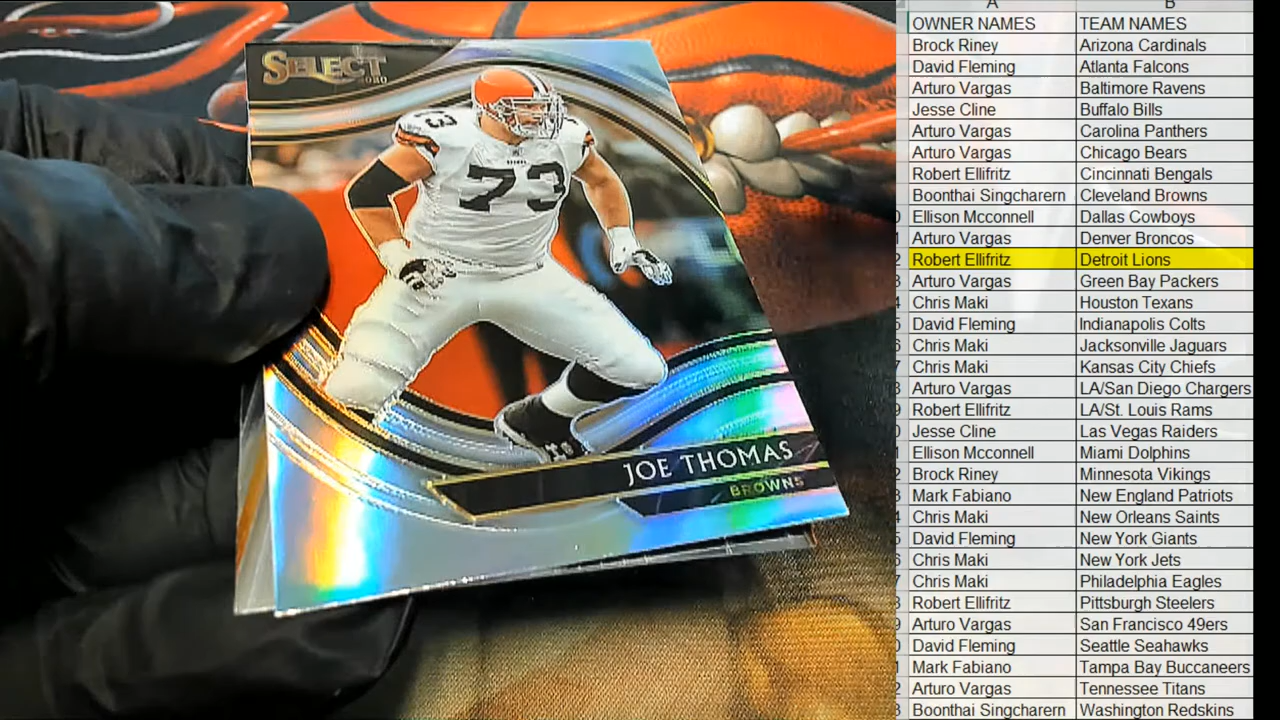 SELECT
2020
73
73
BROWNS
73
JOE THOMAS
BROWNS
A B
OWNER NAMES TEAM NAMES
Brock Riney Arizona Cardinals
David Fleming Atlanta Falcons
Arturo Vargas Baltimore Ravens
Jesse Cline Buffalo Bills
Arturo Vargas Carolina Panthers
Arturo Vargas Chicago Bears
Robert Ellifritz Cincinnati Bengals
Boonthai Singcharern Cleveland Browns
Ellison Mcconnell Dallas Cowboys
Arturo Vargas Denver Broncos
Robert Ellifritz Detroit Lions
Arturo Vargas Green Bay Packers
Chris Maki Houston Texans
David Fleming Indianapolis Colts
Chris Maki Jacksonville Jaguars
Chris Maki Kansas City Chiefs
Arturo Vargas LA/San Diego Chargers
Robert Ellifritz LA/St. Louis Rams
Jesse Cline Las Vegas Raiders
Ellison Mcconnell Miami Dolphins
Brock Riney Minnesota Vikings
Mark Fabiano New England Patriots
Chris Maki New Orleans Saints
David Fleming New York Giants
Chris Maki New York Jets
Chris Maki Philadelphia Eagles
Robert Ellifritz Pittsburgh Steelers
Arturo Vargas San Francisco 49ers
David Fleming Seattle Seahawks
Mark Fabiano Tampa Bay Buccaneers
Arturo Vargas Tennessee Titans
Boonthai Singcharern Washington Redskins